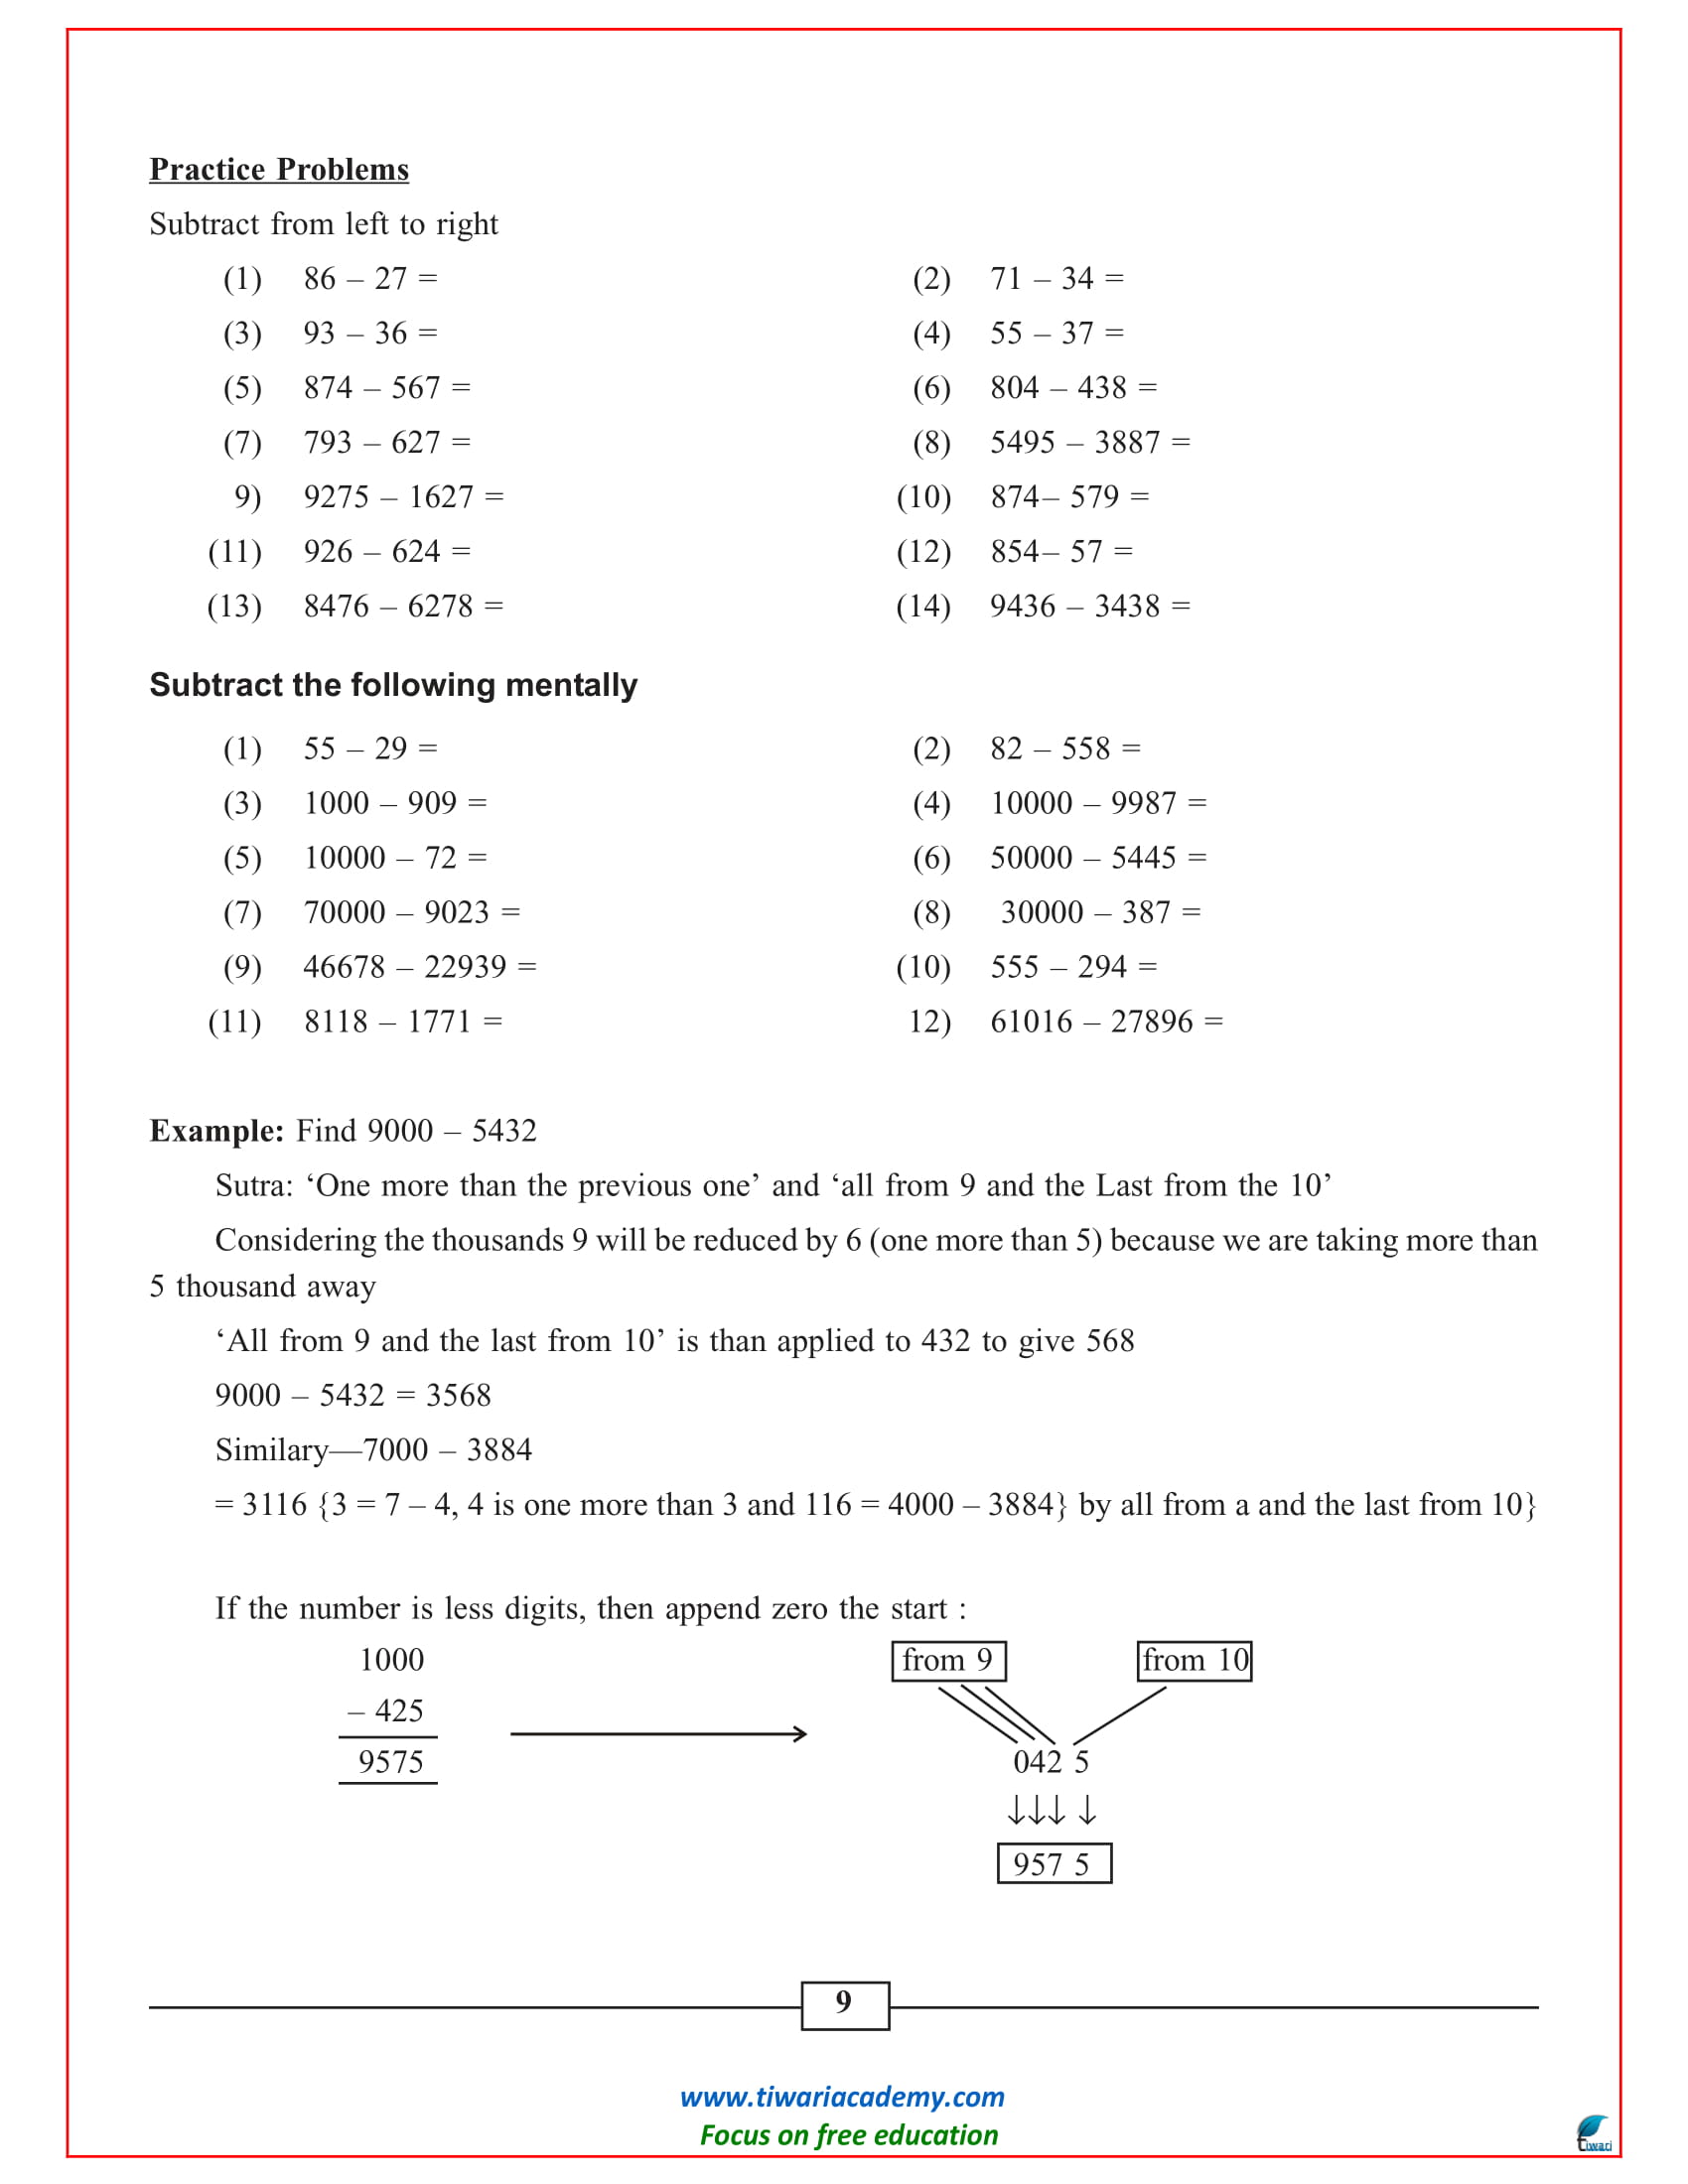 Practice Problems
Subtract from left to right
(1) 86 – 27 = (2) 71 – 34 =
(3) 93 – 36 = (4) 55 – 37 =
(5) 874 – 567 = (6) 804 – 438 =
(7) 793 – 627 = (8) 5495 – 3887 =
9) 9275 – 1627 = (10) 874– 579 =
(11) 926 – 624 = (12) 854– 57 =
(13) 8476 – 6278 = (14) 9436 – 3438 =
Subtract the following mentally
(1) 55 – 29 = (2) 82 – 558 =
(3) 1000 – 909 = (4) 10000 – 9987 =
(5) 10000 – 72 = (6) 50000 – 5445 =
(7) 70000 – 9023 = (8) 30000 – 387 =
(9) 46678 – 22939 = (10) 555 – 294 =
(11) 8118 – 1771 = 12) 61016 – 27896 =
Example: Find 9000 – 5432
Sutra: ‘One more than the previous one’ and ‘all from 9 and the Last from the 10’
Considering the thousands 9 will be reduced by 6 (one more than 5) because we are taking more than
5 thousand away
‘All from 9 and the last from 10’ is than applied to 432 to give 568
9000 – 5432 = 3568
Similary—7000 – 3884
= 3116 {3 = 7 – 4, 4 is one more than 3 and 116 = 4000 – 3884} by all from a and the last from 10}
If the number is less digits, then append zero the start :
1000 from 9 from 10
– 425
9575 042 5
↓↓↓ ↓
957 5
9
www.tiwariacademy.com
Focus on free education
Tiwari